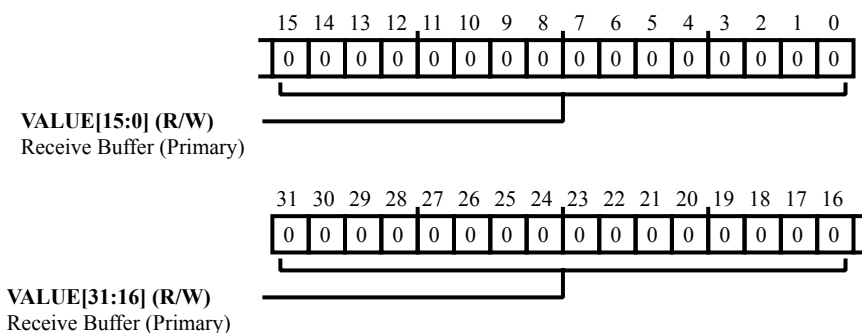 15 14 13 12 11 10 9 8 7 6 5 4 3 2 1 0
0 0 0 0 0 0 0 0 0 0 0 0 0 0 0 0
VALUE[15:0] (R/W)
Receive Buffer (Primary)
31 30 29 28 27 26 25 24 23 22 21 20 19 18 17 16
0 0 0 0 0 0 0 0 0 0 0 0 0 0 0 0
VALUE[31:16] (R/W)
Receive Buffer (Primary)